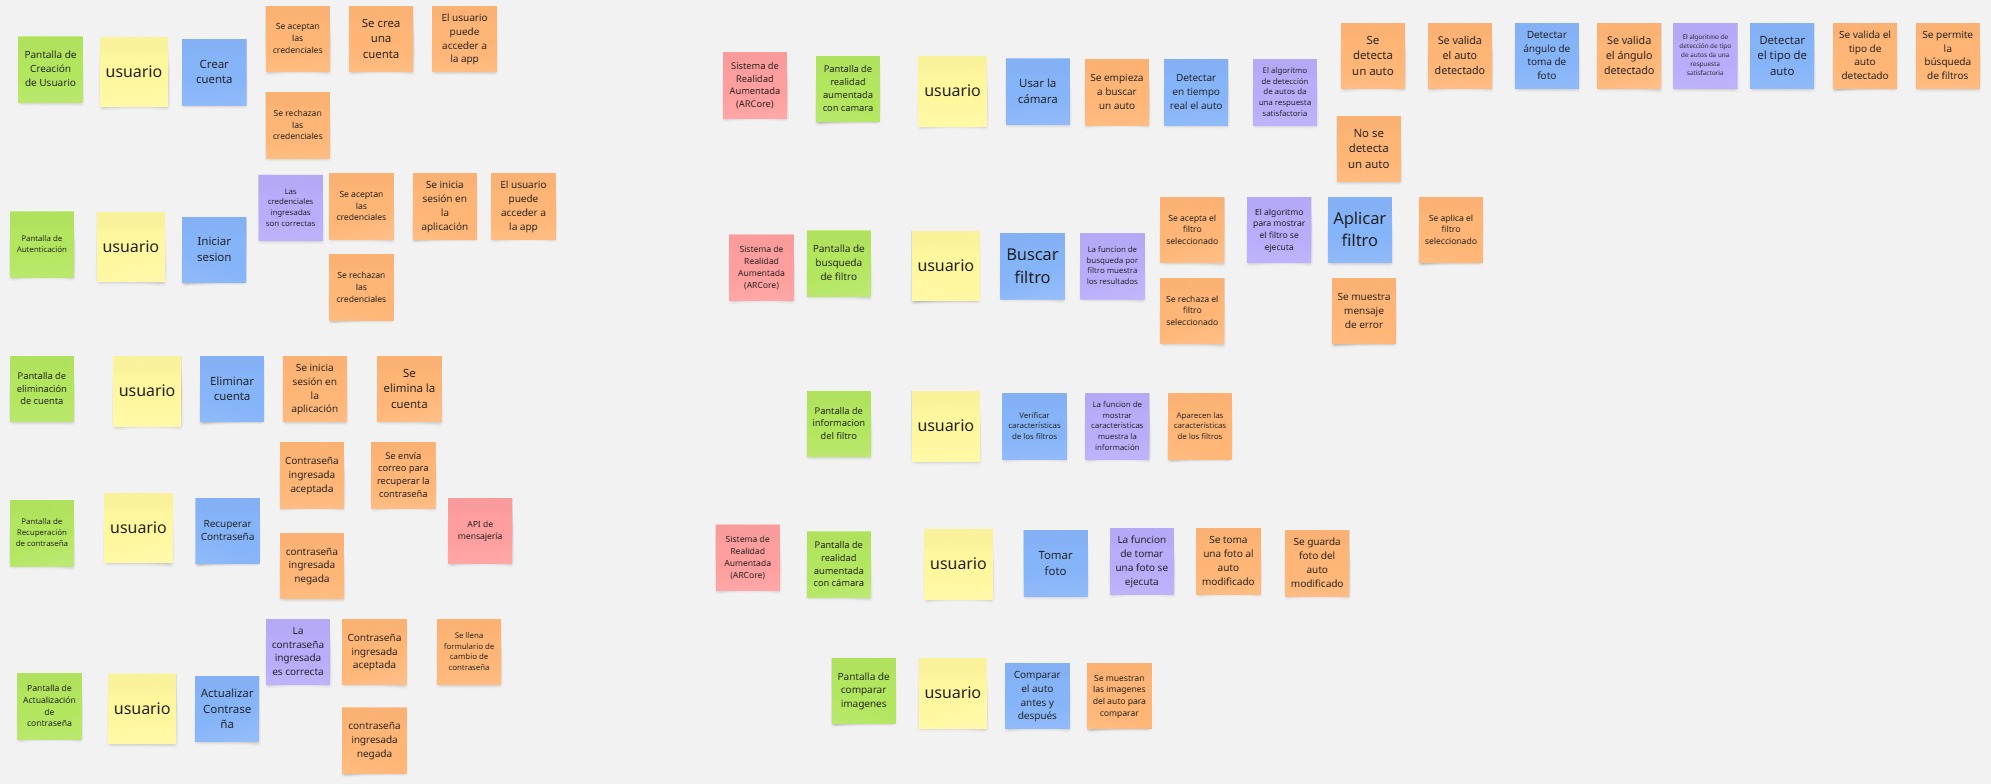 Pantalla de
Creación
de Usuario
usuario
Crear
cuenta
Se aceptan
las
credenciales
Se crea
una
cuenta
El usuario
puede
acceder a
la app
Se rechazan
las
credenciales
Pantalla de
Autenticación
usuario
Iniciar
sesion
Las
credenciales
ingresadas
son correctas
Se aceptan
las
credenciales
Se inicia
sesión en
la
aplicación
El usuario
puede
acceder a
la app
Se rechazan
las
credenciales
Pantalla de
eliminación
de cuenta
usuario
Eliminar
cuenta
Se inicia
sesión en
la
aplicación
Se
elimina la
cuenta
Pantalla de
Recuperación
de contraseña
usuario
Recuperar
Contraseña
Contraseña
ingresada
aceptada
Se envía
correo para
recuperar la
contraseña
contraseña
ingresada
negada
API de
mensajería
Pantalla de
Actualización
de
contraseña
usuario
Actualizar
Contrase
ña
La
contraseña
ingresada
es correcta
Contraseña
ingresada
aceptada
Se llena
formulario de
cambio de
contraseña
contraseña
ingresada
negada
Sistema de
Realidad
Aumentada
(ARCore)
Pantalla de
realidad
aumentada
con camara
usuario
Usar la
cámara
Se empieza
a buscar
un auto
Detectar
en tiempo
real el auto
El algoritmo
de detección
de autos da
una respuesta
satisfactoria
Se
detecta
un auto
Se valida
el auto
detectado
Detectar
ángulo de
toma de
foto
Se valida
el ángulo
detectado
El algoritmo de
detección de tipo
de autos da una
respuesta
satisfactoria
Detectar
el tipo de
auto
Se valida el
tipo de
auto
detectado
Se permite
la
búsqueda
de filtros
No se
detecta
un auto
Sistema de
Realidad
Aumentada
(ARCore)
Pantalla de
busqueda
de filtro
usuario
Buscar
filtro
La funcion de
busqueda por
filtro muestra
los resultados
Se acepta el
filtro
seleccionado
El algoritmo
para mostrar
el filtro se
ejecuta
Aplicar
filtro
Se aplica el
filtro
seleccionado
Se rechaza el
filtro
seleccionado
Se muestra
mensaje
de error
Pantalla de
informacion
del filtro
usuario
Verificar
características
de los filtros
La funcion de
mostrar
características
muestra la
información
Aparecen las
características
de los filtros
Sistema de
Realidad
Aumentada
(ARCore)
Pantalla de
realidad
aumentada
con cámara
usuario
Tomar
foto
La funcion
de tomar
una foto se
ejecuta
Se toma
una foto al
auto
modificado
Se guarda
foto del
auto
modificado
Pantalla de
comparar
imagenes
usuario
Comparar
el auto
antes y
después
Se muestran
las imagenes
del auto para
comparar